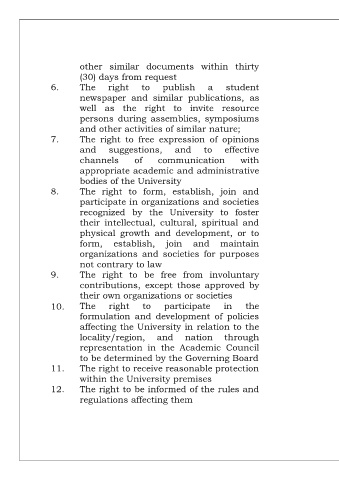 other similar documents within thirty
(30) days from request
6. The right to publish a student
newspaper and similar publications, as
well as the right to invite resource
persons during assemblies, symposiums
and other activities of similar nature;
7. The right to free expression of opinions
and suggestions, and to effective
channels of communication with
appropriate academic and administrative
bodies of the University
8. The right to form, establish, join and
participate in organizations and societies
recognized by the University to foster
their intellectual, cultural, spiritual and
physical growth and development, or to
form, establish, join and maintain
organizations and societies for purposes
not contrary to law
9. The right to be free from involuntary
contributions, except those approved by
their own organizations or societies
10. The right to participate in the
formulation and development of policies
affecting the University in relation to the
locality/region, and nation through
representation in the Academic Council
to be determined by the Governing Board
11. The right to receive reasonable protection
within the University premises
12. The right to be informed of the rules and
regulations affecting them